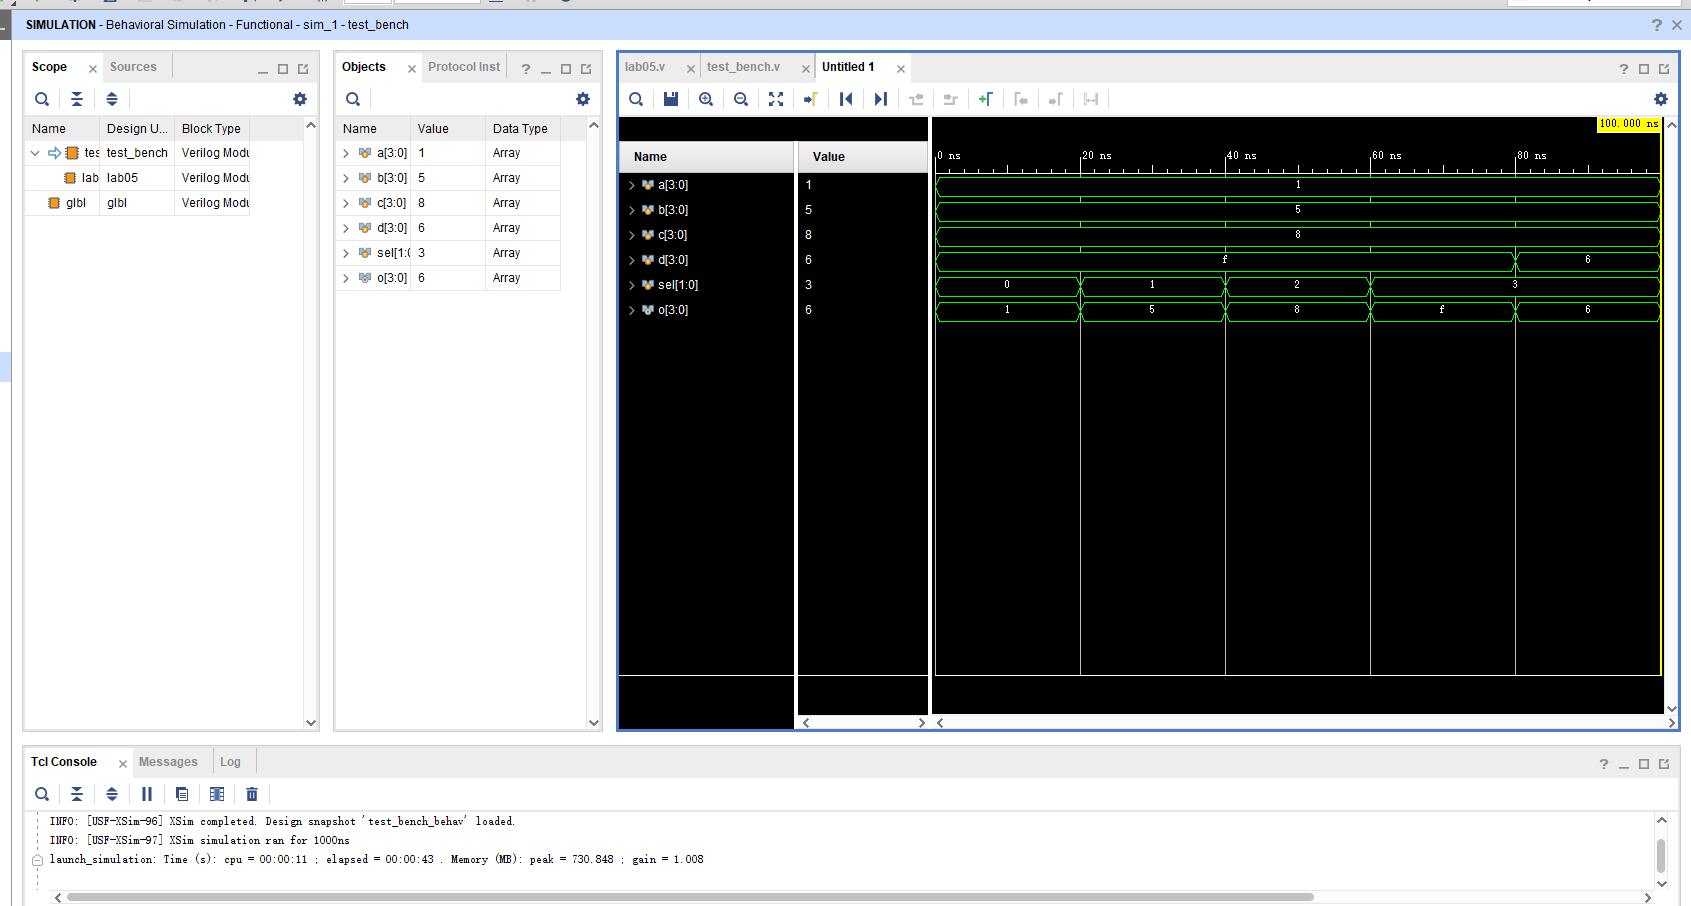 SIMULATION - Behavioral Simulation - Functional - sim_1 - test_bench
Scope
Sources
Name Design U... Block Type
tes test_bench Verilog Modu
lab lab05 Verilog Modu
glbl glbl Verilog Modu
Objects
Protocol Inst
Name Value Data Type
a[3:0] 1 Array
b[3:0] 5 Array
c[3:0] 8 Array
d[3:0] 6 Array
sel[1:0 3 Array
o[3:0] 6 Array
lab05.v
test_bench.v
Untitled 1
100.000 ns
Name Value
0 ns 20 ns 40 ns 60 ns 80 ns
a[3:0] 1 1
b[3:0] 5 5
c[3:0] 8 8
d[3:0] 6 f 6
sel[1:0] 3 0 1 2 3
o[3:0] 6 1 5 8 f 6
Tcl Console
Messages
Log
INFO: [USF-XSim-96] XSim completed. Design snapshot 'test_bench_behav' loaded.
INFO: [USF-XSim-97] XSim simulation ran for 1000ns
launch_simulation: Time (s): cpu = 00:00:11 ; elapsed = 00:00:43 . Memory (MB): peak = 730.848 ; gain = 1.008